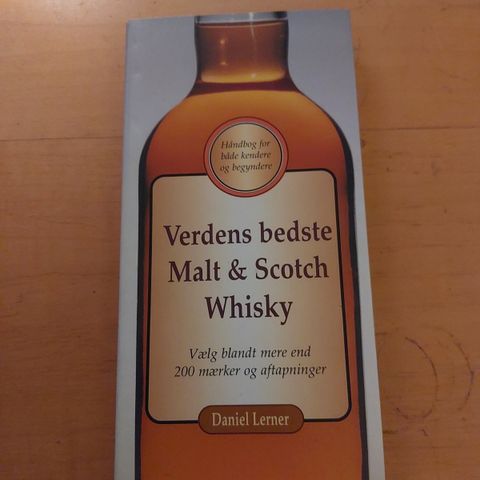 Håndbog for
både kendere
og begyndere
Verdens bedste
Malt & Scotch
Whisky
Vælg blandt mere end
200 mærker og aftapninger
Daniel Lerner